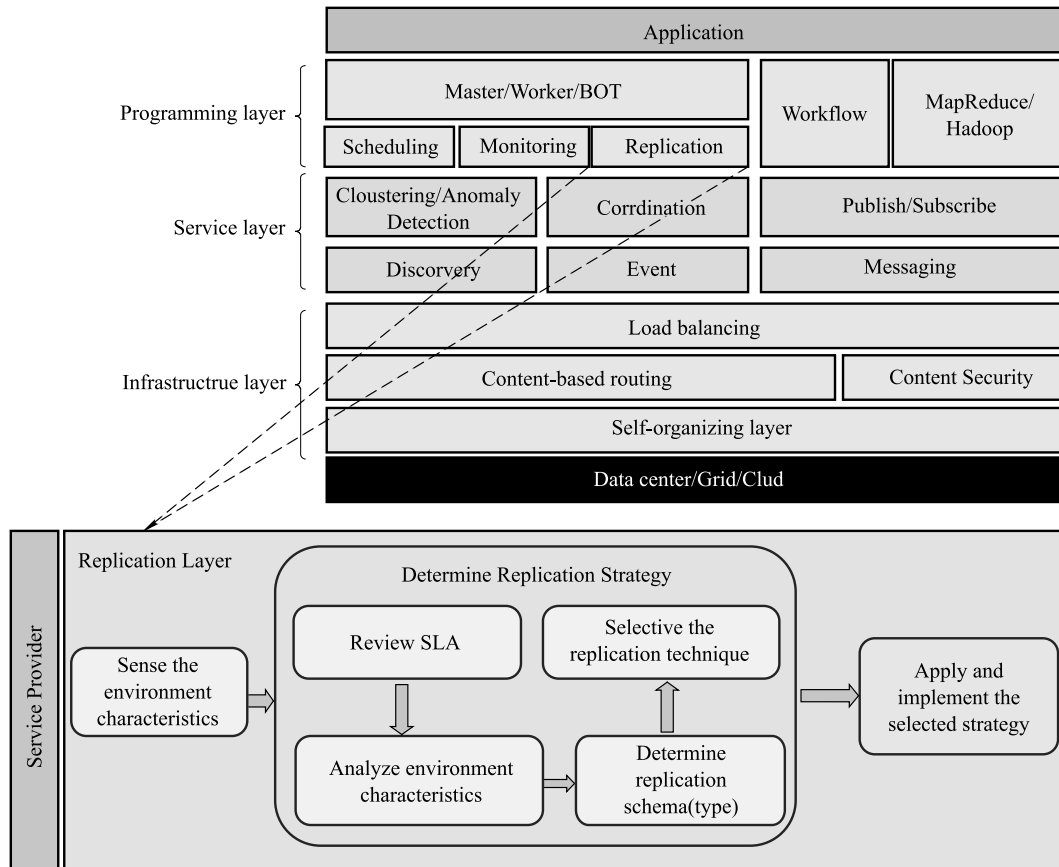 Application
Programming layer
Master/Worker/BOT
Workflow
MapReduce/
Hadoop
Scheduling
Monitoring
Replication
Service layer
Cloustering/Anomaly
Detection
Corrdination
Publish/Subscribe
Discorvery
Event
Messaging
Infrastructrue layer
Load balancing
Content-based routing
Content Security
Self-organizing layer
Data center/Grid/Clud
Service Provider
Replication Layer
Sense the
environment
characteristics
Determine Replication Strategy
Review SLA
Analyze environment
characteristics
Determine
replication
schema(type)
Selective the
replication technique
Apply and
implement the
selected strategy